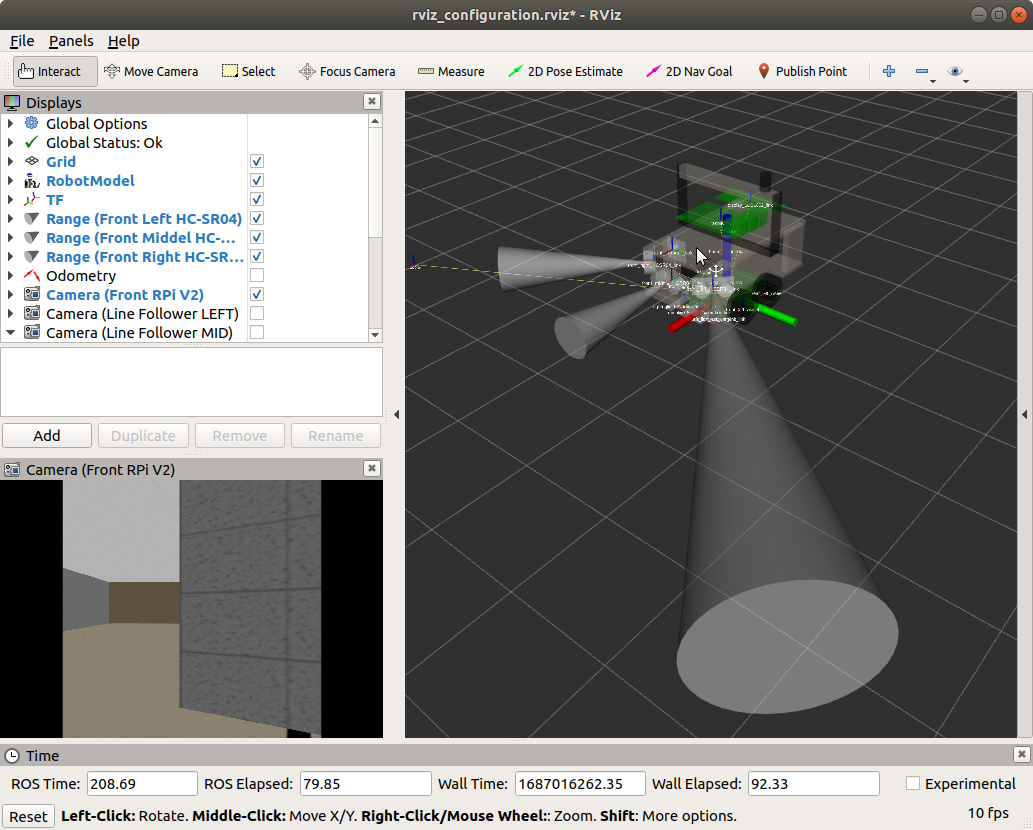 rviz_configuration.rviz* - RViz
File Panels Help
Interact Move Camera Select Focus Camera Measure 2D Pose Estimate 2D Nav Goal Publish Point
Displays
Global Options
Global Status: Ok
Grid
RobotModel
TF
Range (Front Left HC-SR04)
Range (Front Middel HC-...
Range (Front Right HC-SR...
Odometry
Camera (Front RPi V2)
Camera (Line Follower LEFT)
Camera (Line Follower MID)
Add Duplicate Remove Rename
Camera (Front RPi V2)
Time
ROS Time: 208.69 ROS Elapsed: 79.85 Wall Time: 1687016262.35 Wall Elapsed: 92.33 Experimental
Reset Left-Click: Rotate. Middle-Click: Move X/Y. Right-Click/Mouse Wheel:: Zoom. Shift: More options. 10 fps